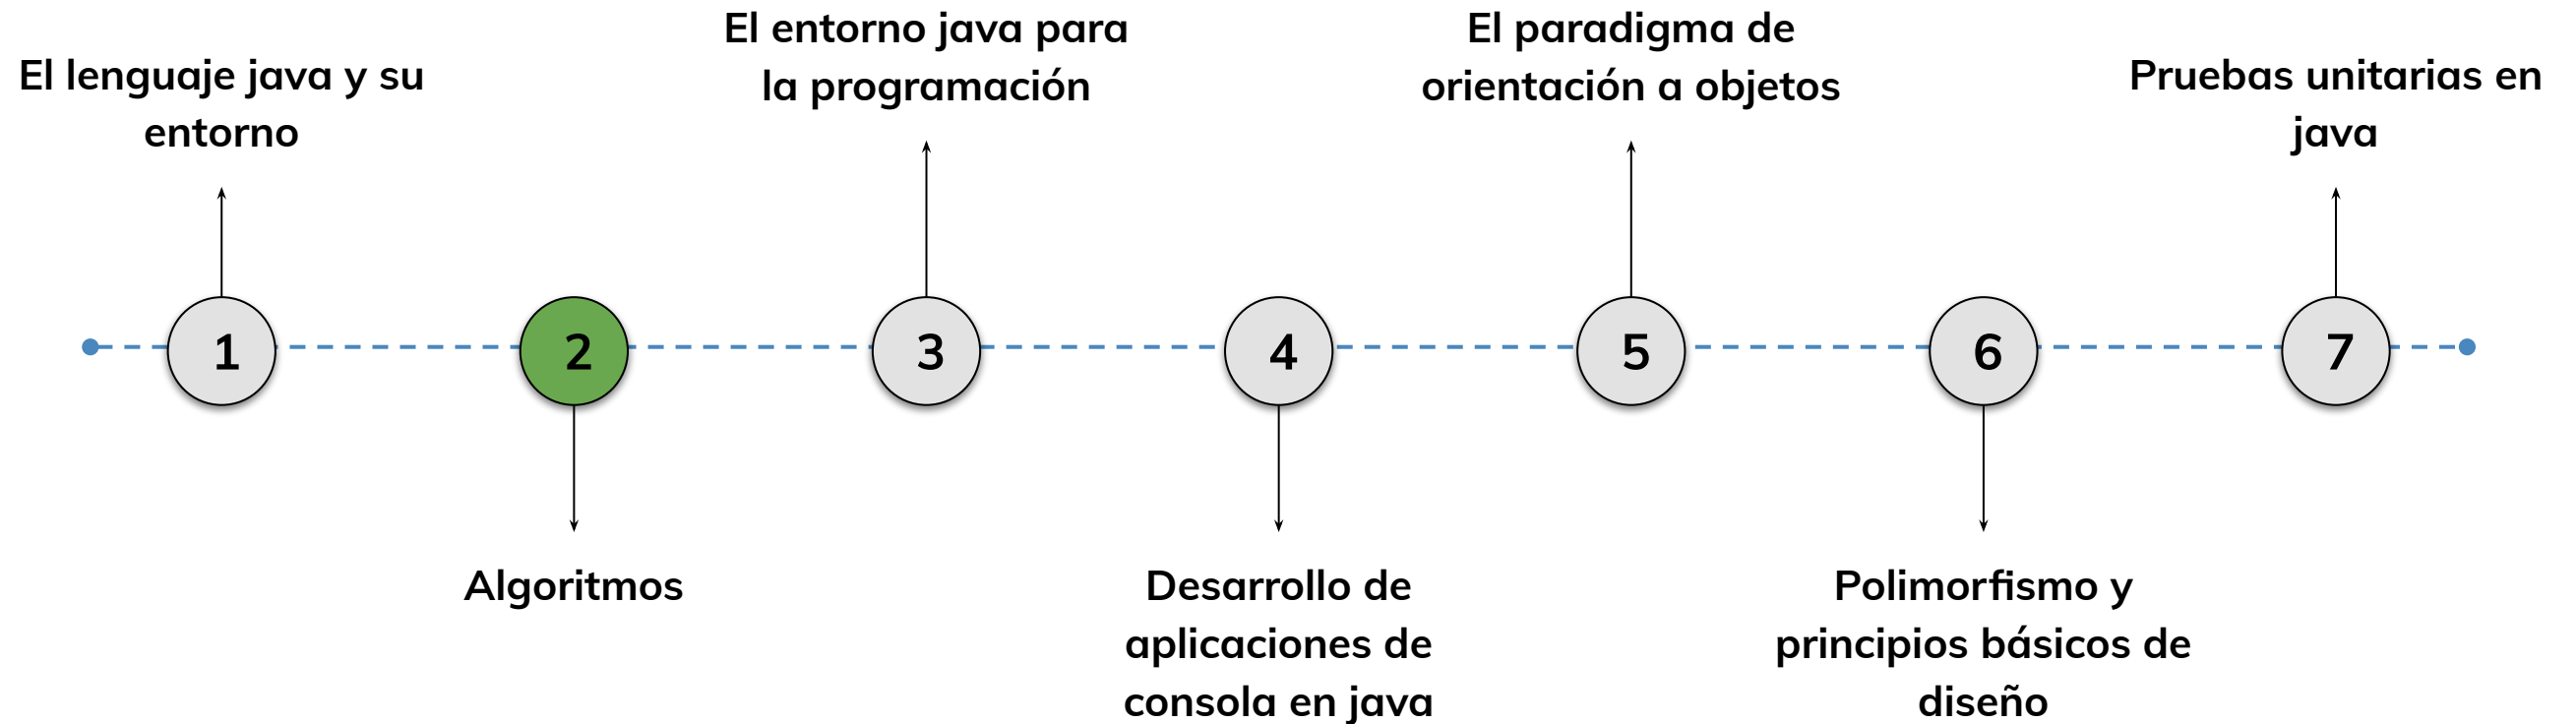 El lenguaje java y su
entorno
El entorno java para
la programación
El paradigma de
orientación a objetos
Pruebas unitarias en
java
1
2
3
4
5
6
7
Algoritmos
Desarrollo de
aplicaciones de
consola en java
Polimorfismo y
principios básicos de
diseño